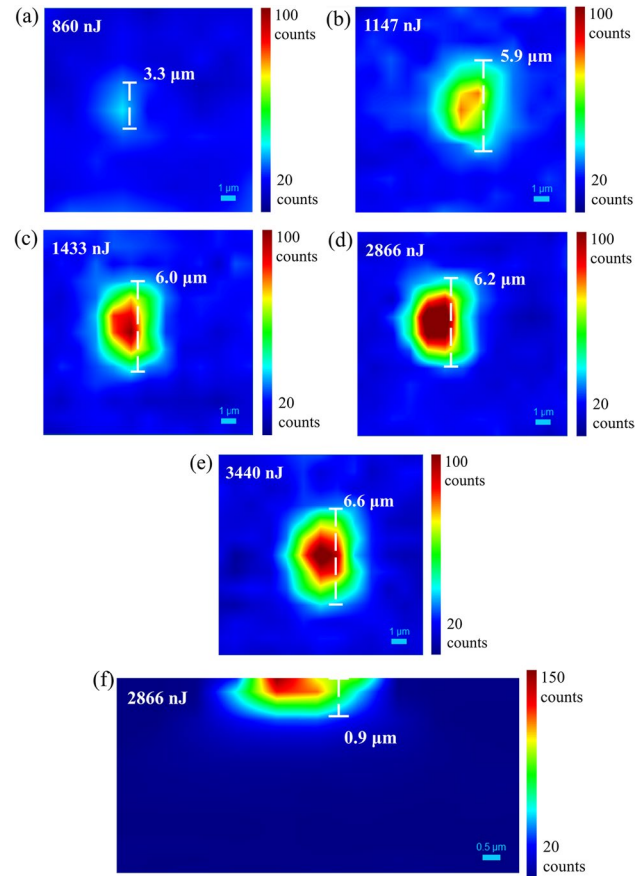 (a)
860 nJ
3.3 μm
1 μm
100
counts
20
counts
(b)
1147 nJ
5.9 μm
1 μm
100
counts
20
counts
(c)
1433 nJ
6.0 μm
1 μm
100
counts
20
counts
(d)
2866 nJ
6.2 μm
1 μm
100
counts
20
counts
(e)
3440 nJ
6.6 μm
1 μm
100
counts
20
counts
(f)
2866 nJ
0.9 μm
0.5 μm
150
counts
20
counts